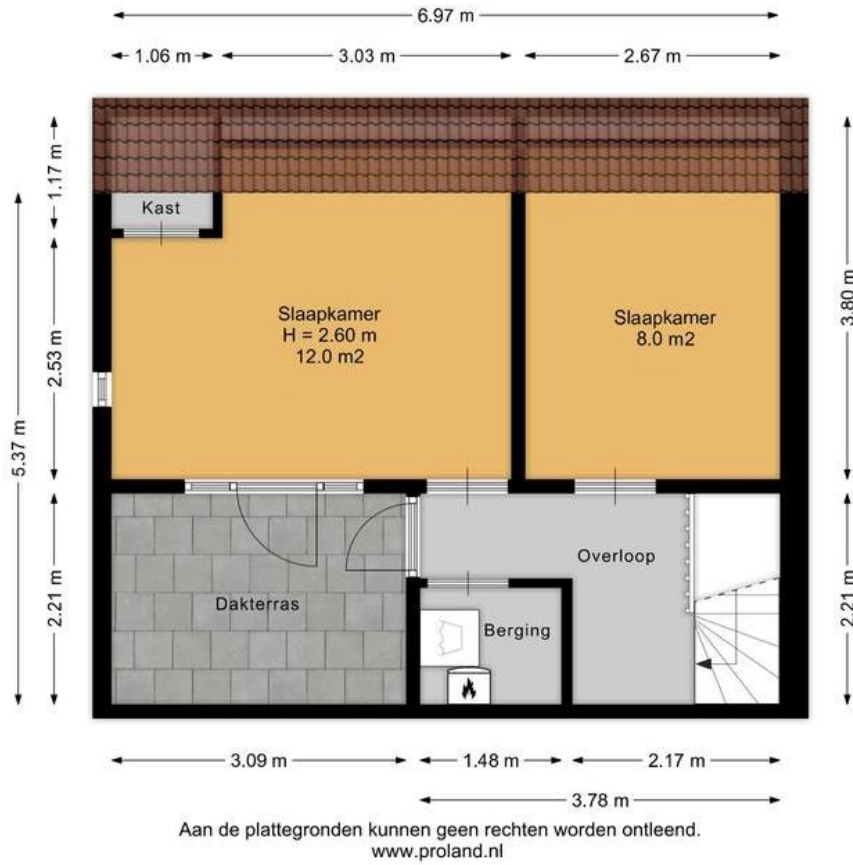 6.97 m
1.06 m
3.03 m
2.67 m
1.17 m
2.53 m
5.37 m
2.21 m
3.80 m
2.21 m
Kast
Slaapkamer
H = 2.60 m
12.0 m2
Slaapkamer
8.0 m2
Overloop
Dakterras
Berging
3.09 m
1.48 m
2.17 m
3.78 m
Aan de plattegronden kunnen geen rechten worden ontleend.
www.proland.nl